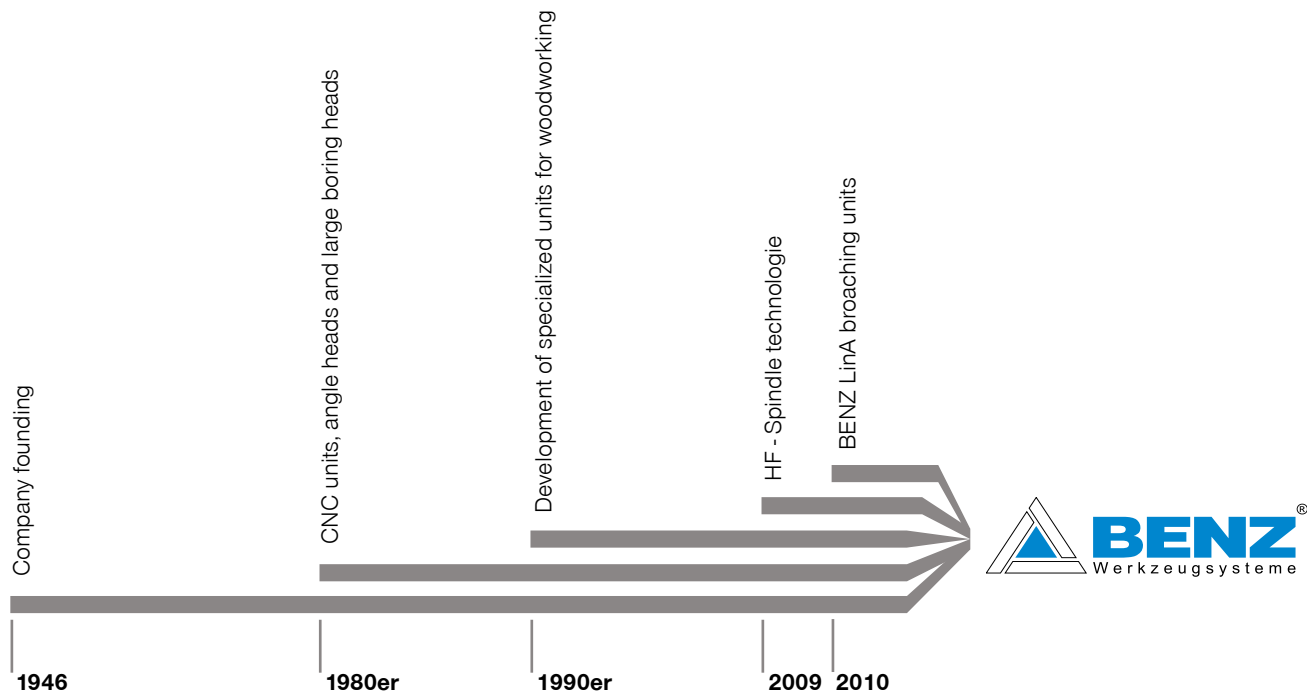 Company founding
CNC units, angle heads and large boring heads
Development of specialized units for woodworking
HF - Spindle technologie
BENZ LinA broaching units
BENZ®
Werkzeugsysteme
1946
1980er
1990er
2009
2010